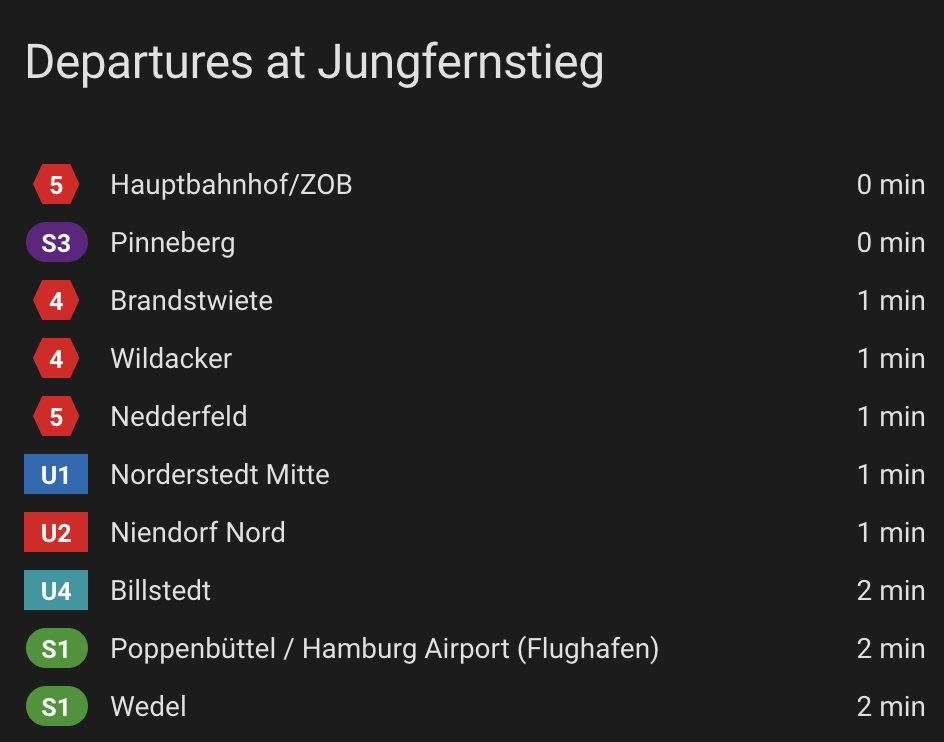 Departures at Jungfernstieg
5 Hauptbahnhof/ZOB 0 min
S3 Pinneberg 0 min
4 Brandstwiete 1 min
4 Wildacker 1 min
5 Nedderfeld 1 min
U1 Norderstedt Mitte 1 min
U2 Niendorf Nord 1 min
U4 Billstedt 2 min
S1 Poppenbüttel / Hamburg Airport (Flughafen) 2 min
S1 Wedel 2 min